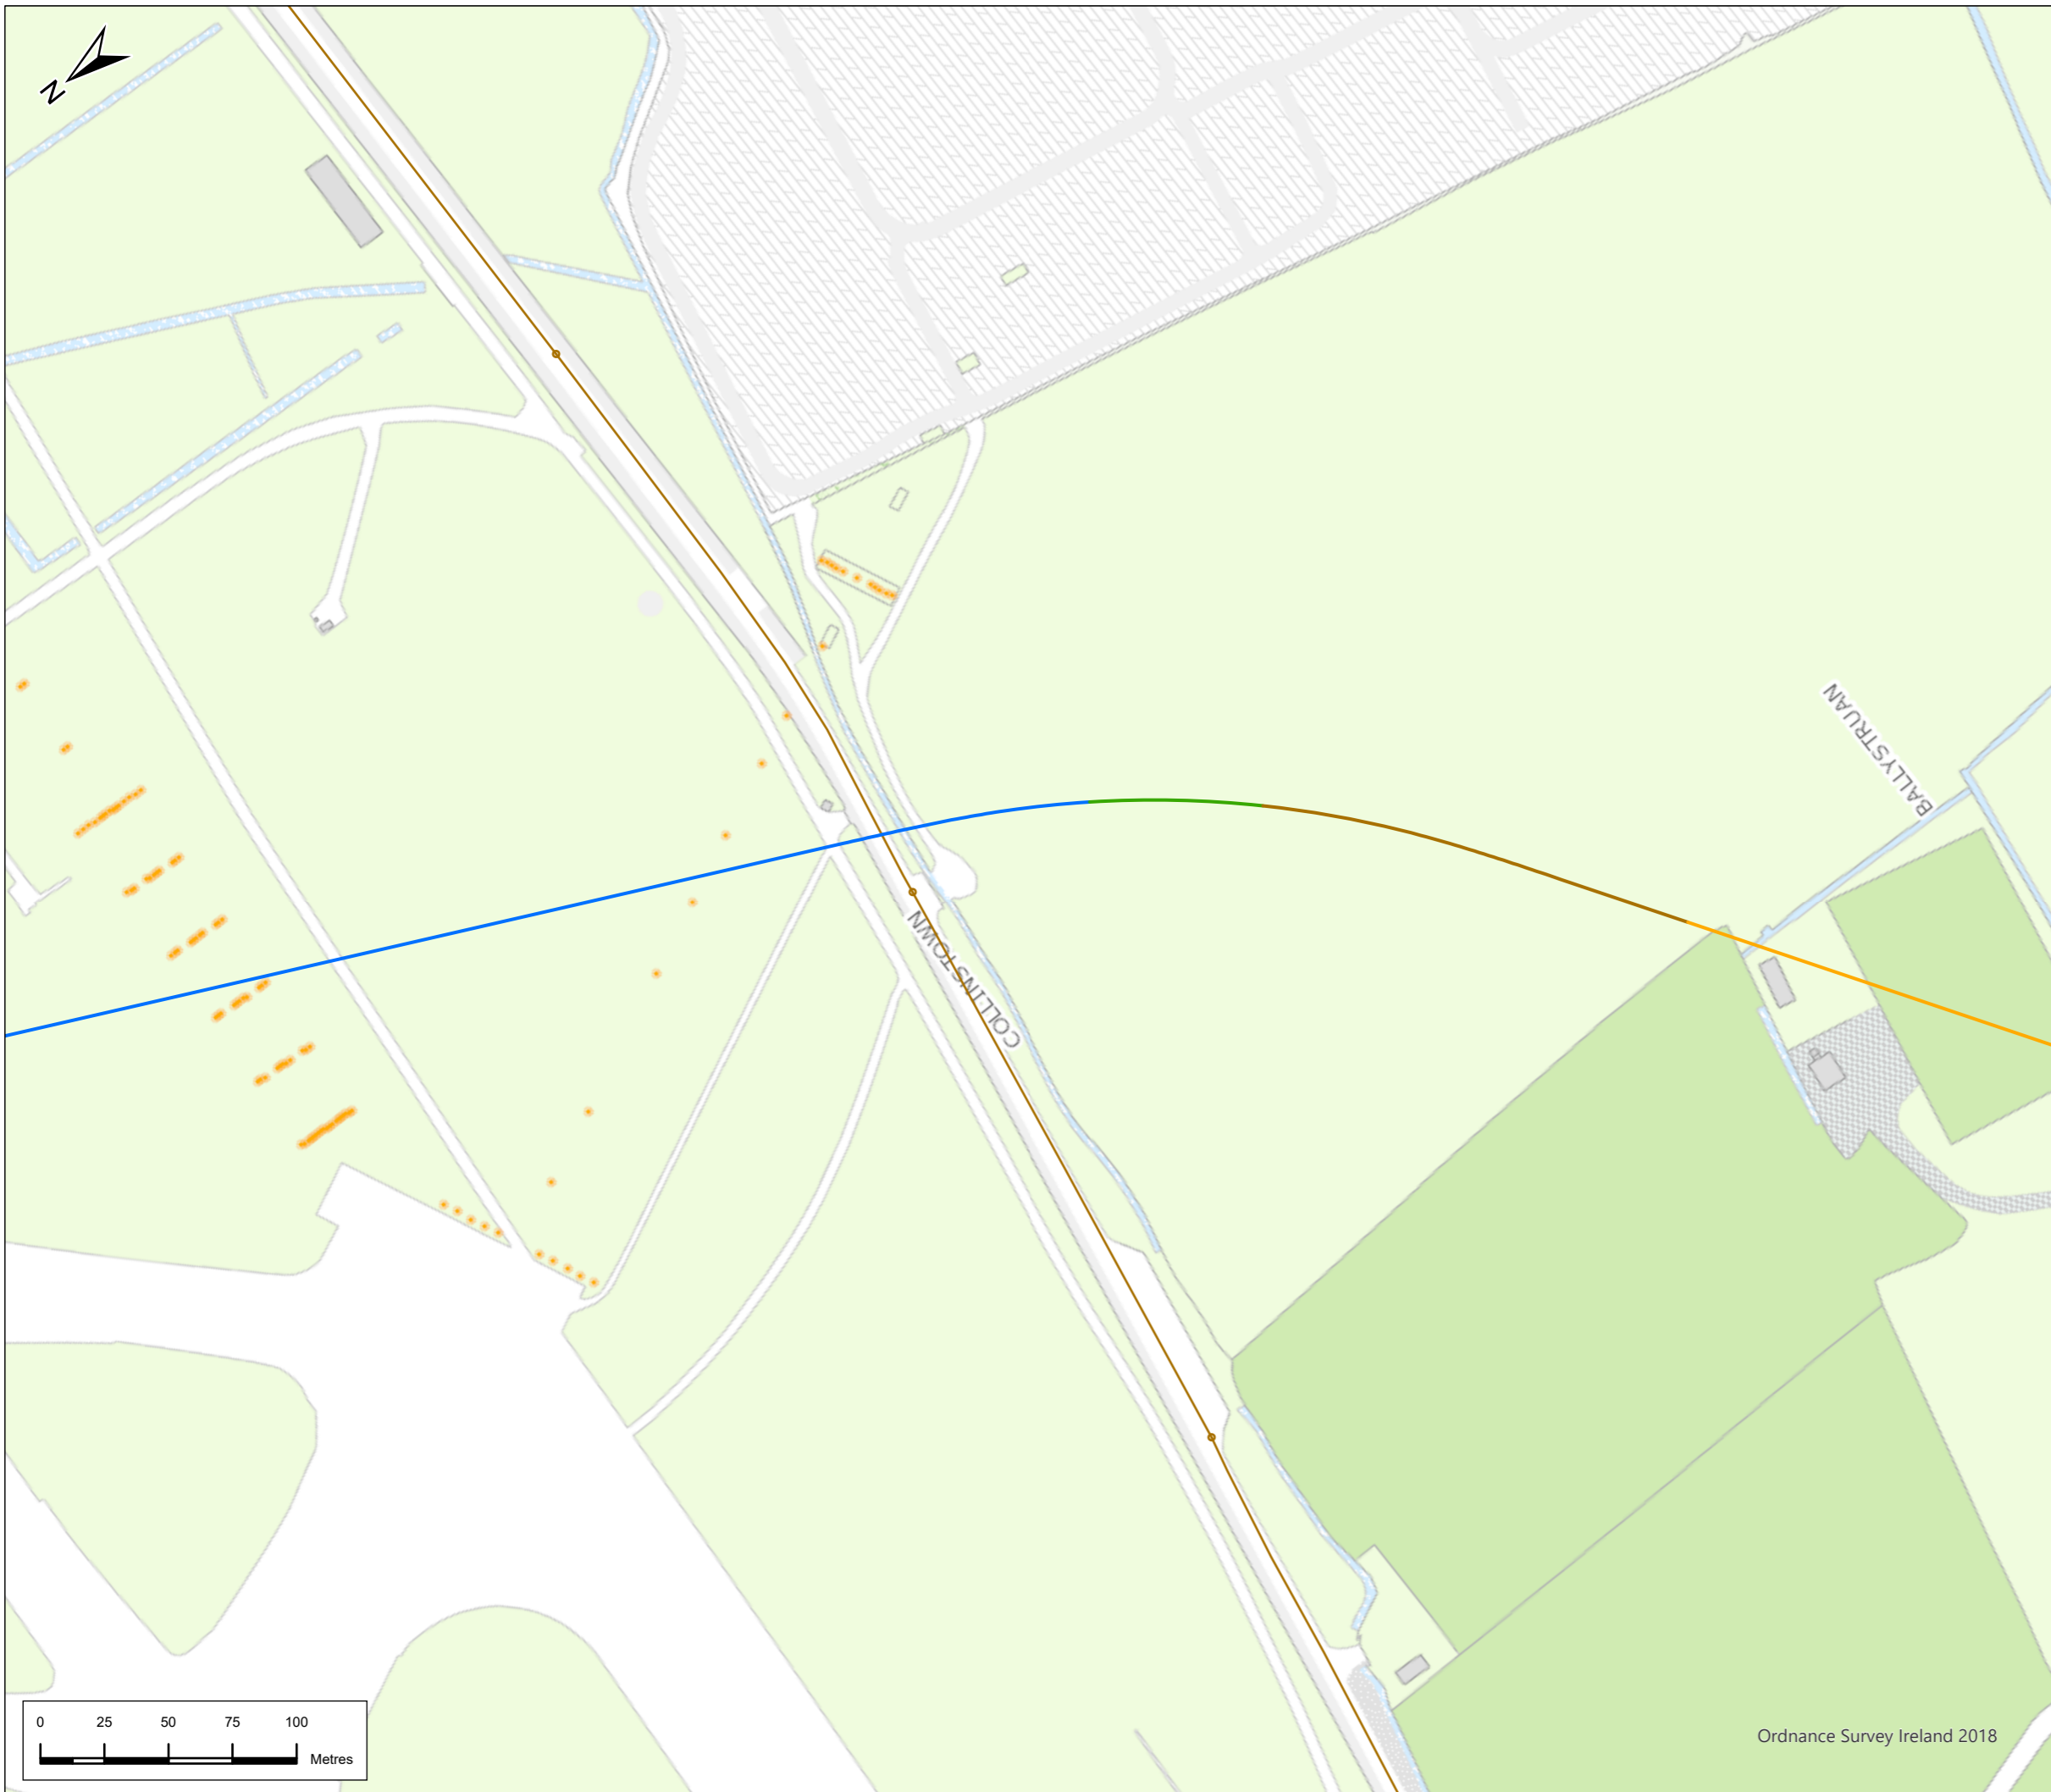 N
BALLYSTRUAN
COLLINSTOWN
0 25 50 75 100
Metres
Ordnance Survey Ireland 2018